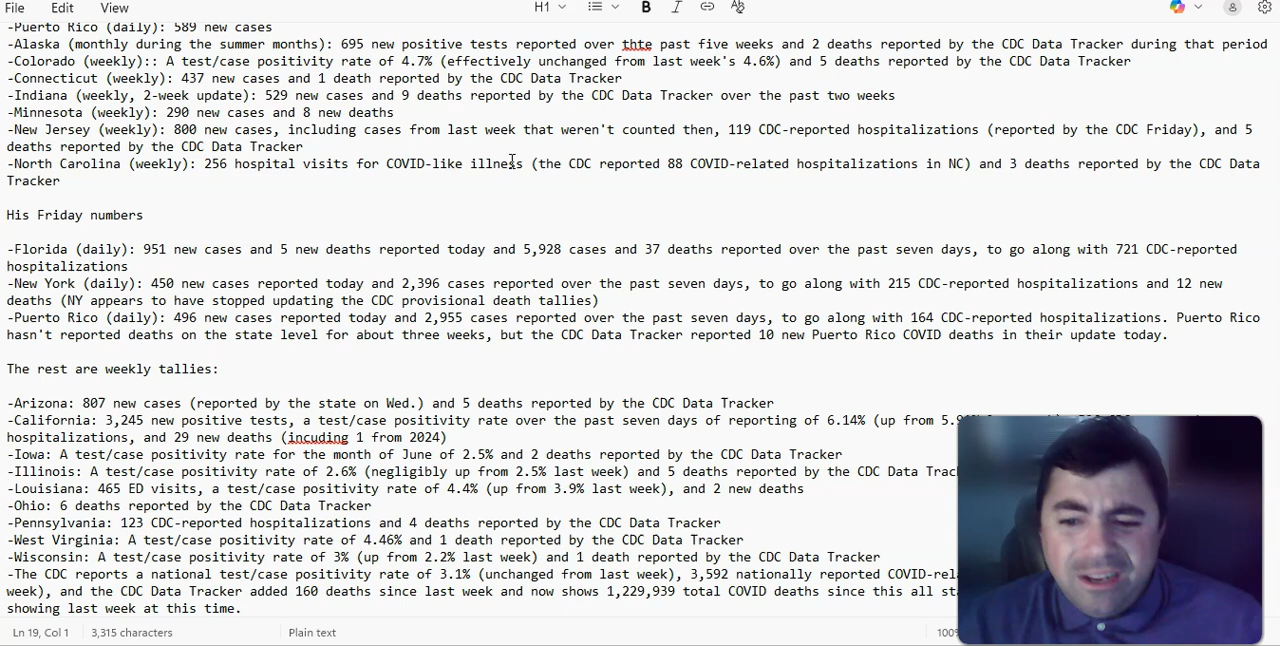 File Edit View H1 B I
-Puerto Rico (daily): 589 new cases
-Alaska (monthly during the summer months): 695 new positive tests reported over thte past five weeks and 2 deaths reported by the CDC Data Tracker during that period
-Colorado (weekly):: A test/case positivity rate of 4.7% (effectively unchanged from last week's 4.6%) and 5 deaths reported by the CDC Data Tracker
-Connecticut (weekly): 437 new cases and 1 death reported by the CDC Data Tracker
-Indiana (weekly, 2-week update): 529 new cases and 9 deaths reported by the CDC Data Tracker over the past two weeks
-Minnesota (weekly): 290 new cases and 8 new deaths
-New Jersey (weekly): 800 new cases, including cases from last week that weren't counted then, 119 CDC-reported hospitalizations (reported by the CDC Friday), and 5
deaths reported by the CDC Data Tracker
-North Carolina (weekly): 256 hospital visits for COVID-like illness (the CDC reported 88 COVID-related hospitalizations in NC) and 3 deaths reported by the CDC Data
Tracker
His Friday numbers
-Florida (daily): 951 new cases and 5 new deaths reported today and 5,928 cases and 37 deaths reported over the past seven days, to go along with 721 CDC-reported
hospitalizations
-New York (daily): 450 new cases reported today and 2,396 cases reported over the past seven days, to go along with 215 CDC-reported hospitalizations and 12 new
deaths (NY appears to have stopped updating the CDC provisional death tallies)
-Puerto Rico (daily): 496 new cases reported today and 2,955 cases reported over the past seven days, to go along with 164 CDC-reported hospitalizations. Puerto Rico
hasn't reported deaths on the state level for about three weeks, but the CDC Data Tracker reported 10 new Puerto Rico COVID deaths in their update today.
The rest are weekly tallies:
-Arizona: 807 new cases (reported by the state on Wed.) and 5 deaths reported by the CDC Data Tracker
-California: 3,245 new positive tests, a test/case positivity rate over the past seven days of reporting of 6.14% (up from
hospitalizations, and 29 new deaths (incuding 1 from 2024)
-Iowa: A test/case positivity rate for the month of June of 2.5% and 2 deaths reported by the CDC Data Tracker
-Illinois: A test/case positivity rate of 2.6% (negligibly up from 2.5% last week) and 5 deaths reported by the CDC Data
-Louisiana: 465 ED visits, a test/case positivity rate of 4.4% (up from 3.9% last week), and 2 new deaths
-Ohio: 6 deaths reported by the CDC Data Tracker
-Pennsylvania: 123 CDC-reported hospitalizations and 4 deaths reported by the CDC Data Tracker
-West Virginia: A test/case positivity rate of 4.46% and 1 death reported by the CDC Data Tracker
-Wisconsin: A test/case positivity rate of 3% (up from 2.2% last week) and 1 death reported by the CDC Data Tracker
-The CDC reports a national test/case positivity rate of 3.1% (unchanged from last week), 3,592 nationally reported
week), and the CDC Data Tracker added 160 deaths since last week and now shows 1,229,939 total COVID deaths since this all
showing last week at this time.
Ln 19, Col 1 3,315 characters Plain text